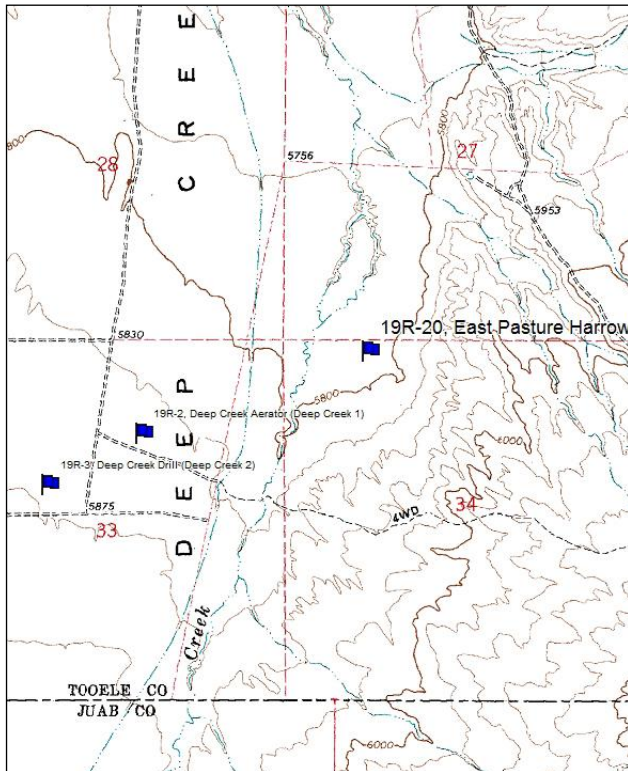 5800
5756
27
28
800
5953
19R-20, East Pasture Harrow
5830
5800
19R-2, Deep Creek Aerator (Deep Creek 1)
6000
19R-3, Deep Creek Drill (Deep Creek 2)
5875
33
34
4WD
DEEP CREE
Creek
TOOELE CO
JUAB CO
6000